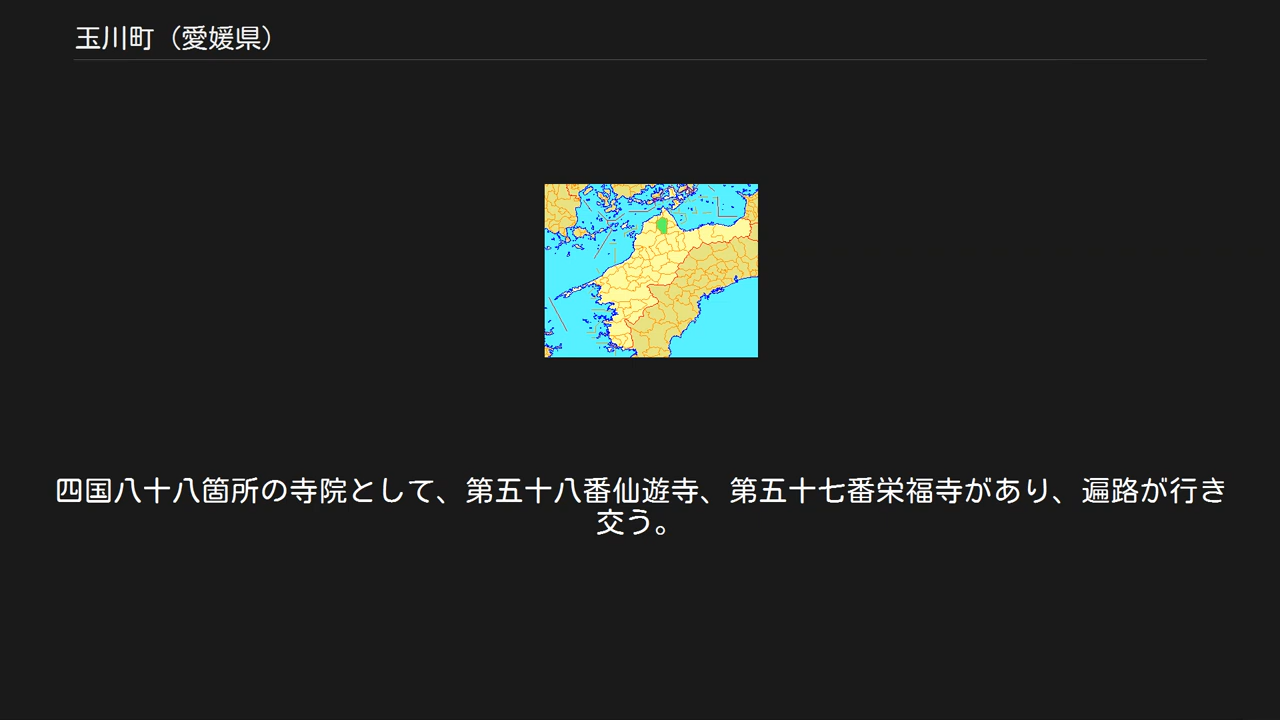 玉川町（愛媛県）
四国八十八箇所の寺院として、第五十八番仙遊寺、第五十七番栄福寺があり、遍路が行き
交う。